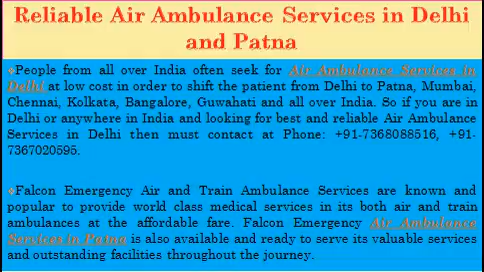 Reliable Air Ambulance Services in Delhi
and Patna
❖People from all over India often seek for Air Ambulance Services in
Delhi at low cost in order to shift the patient from Delhi to Patna, Mumbai,
Chennai, Kolkata, Bangalore, Guwahati and all over India. So if you are in
Delhi or anywhere in India and looking for best and reliable Air Ambulance
Services in Delhi then must contact at Phone: +91-7368088516, +91-
7367020595.
❖Falcon Emergency Air and Train Ambulance Services are known and
popular to provide world class medical services in its both air and train
ambulances at the affordable fare. Falcon Emergency Air Ambulance
Services in Patna is also available and ready to serve its valuable services
and outstanding facilities throughout the journey.